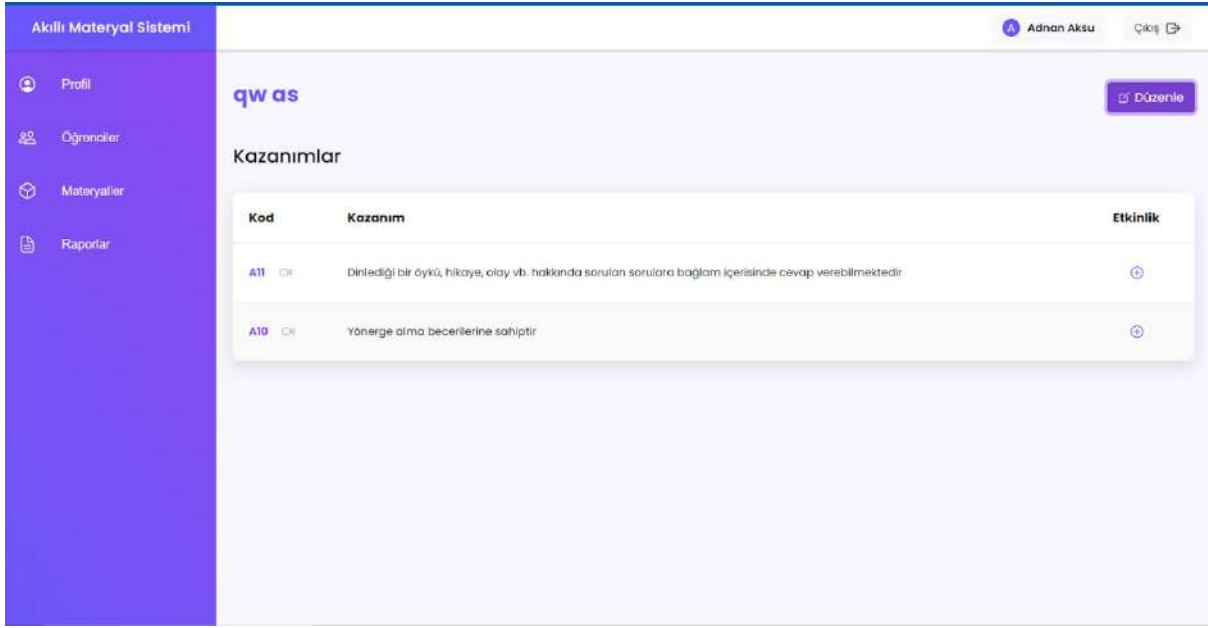 Akıllı Materyal Sistemi
A Adnan Aksu Çıkış
Profil
Öğrenciler
Materyaller
Raporlar
qw as
Düzenle
Kazanımlar
Kod Kazanım Etkinlik
A11 Dinlediği bir öykü, hikaye, olay vb. hakkında sorulan sorulara bağlam içerisinde cevap verebilmektedir
A10 Yönerge alma becerilerine sahiptir